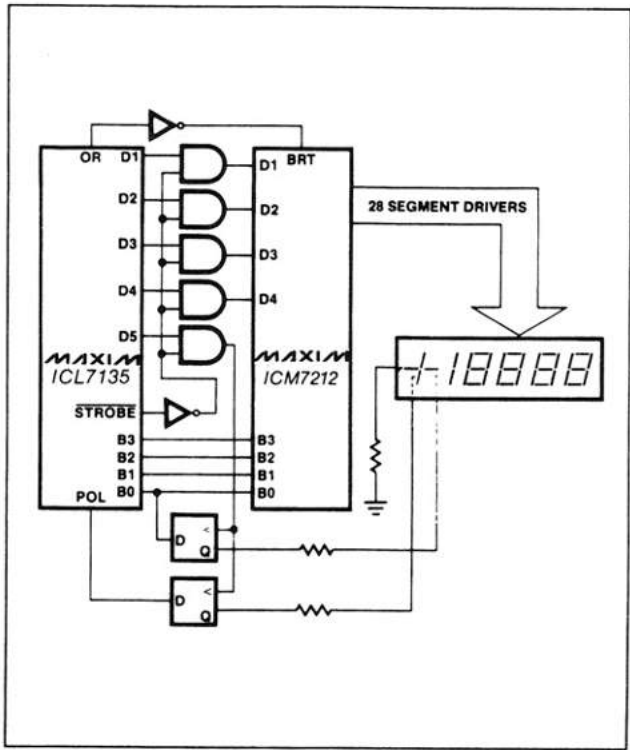 OR
D1
D2
D3
D4
D5
MAXIM
ICL7135
STROBE
B3
B2
B1
B0
POL
BRT
D1
D2
D3
D4
MAXIM
ICM7212
B3
B2
B1
B0
28 SEGMENT DRIVERS
+18888
D
<
Q
D
<
Q